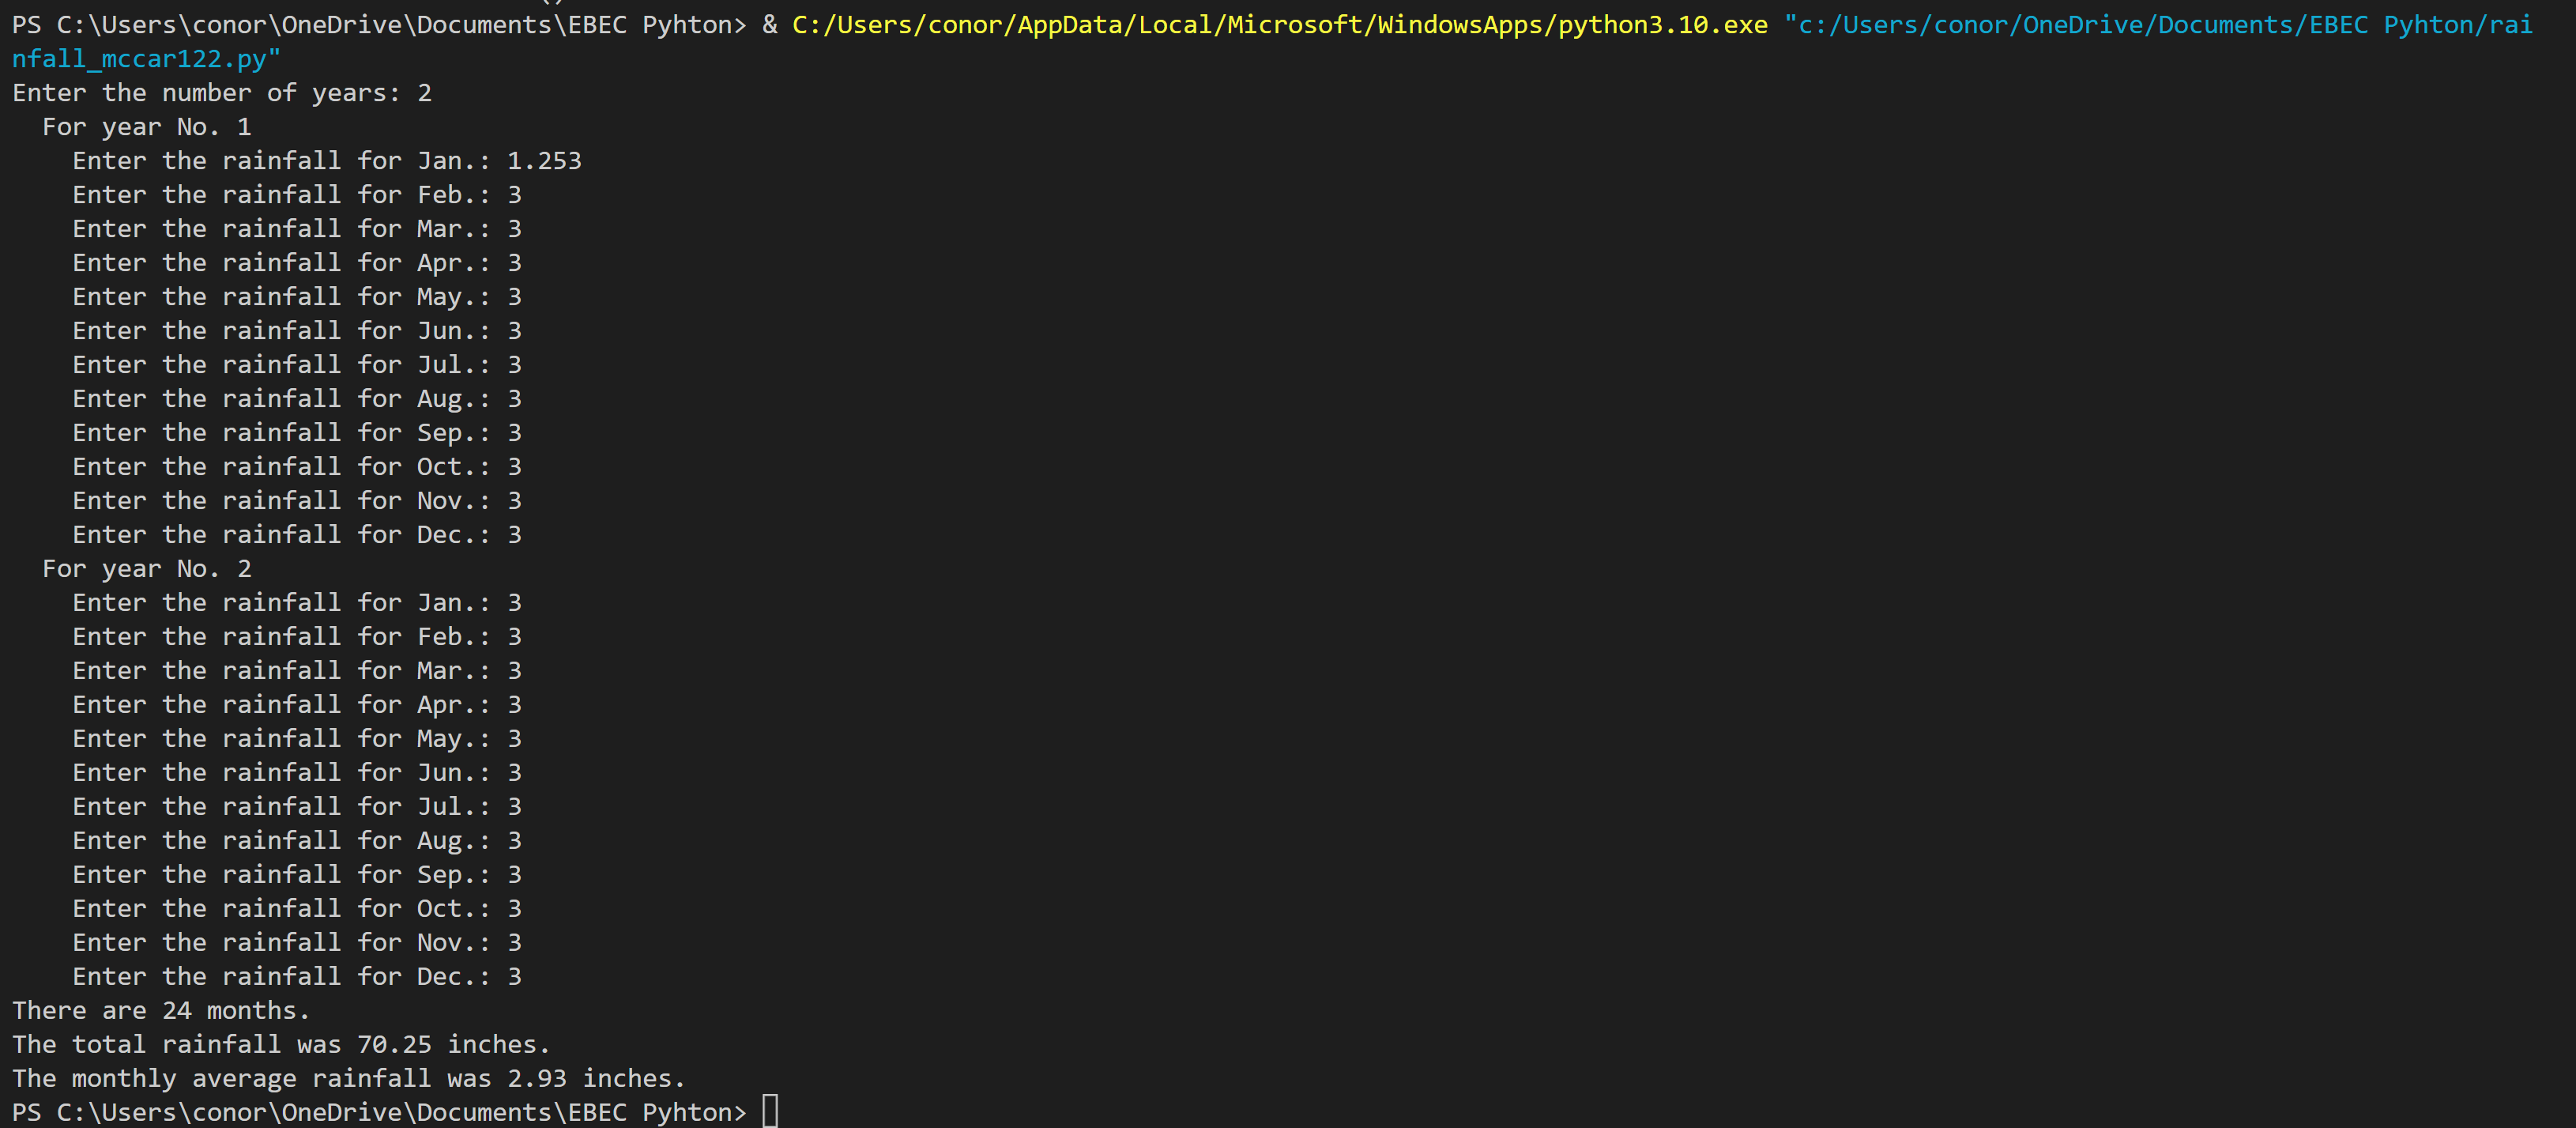 PS C:\Users\conor\OneDrive\Documents\EBEC Pyhton> & C:/Users/conor/AppData/Local/Microsoft/WindowsApps/python3.10.exe "c:/Users/conor/OneDrive/Documents/EBEC Pyhton/rai
nfall_mccar122.py"
Enter the number of years: 2
  For year No. 1
    Enter the rainfall for Jan.: 1.253
    Enter the rainfall for Feb.: 3
    Enter the rainfall for Mar.: 3
    Enter the rainfall for Apr.: 3
    Enter the rainfall for May.: 3
    Enter the rainfall for Jun.: 3
    Enter the rainfall for Jul.: 3
    Enter the rainfall for Aug.: 3
    Enter the rainfall for Sep.: 3
    Enter the rainfall for Oct.: 3
    Enter the rainfall for Nov.: 3
    Enter the rainfall for Dec.: 3
  For year No. 2
    Enter the rainfall for Jan.: 3
    Enter the rainfall for Feb.: 3
    Enter the rainfall for Mar.: 3
    Enter the rainfall for Apr.: 3
    Enter the rainfall for May.: 3
    Enter the rainfall for Jun.: 3
    Enter the rainfall for Jul.: 3
    Enter the rainfall for Aug.: 3
    Enter the rainfall for Sep.: 3
    Enter the rainfall for Oct.: 3
    Enter the rainfall for Nov.: 3
    Enter the rainfall for Dec.: 3
There are 24 months.
The total rainfall was 70.25 inches.
The monthly average rainfall was 2.93 inches.
PS C:\Users\conor\OneDrive\Documents\EBEC Pyhton>